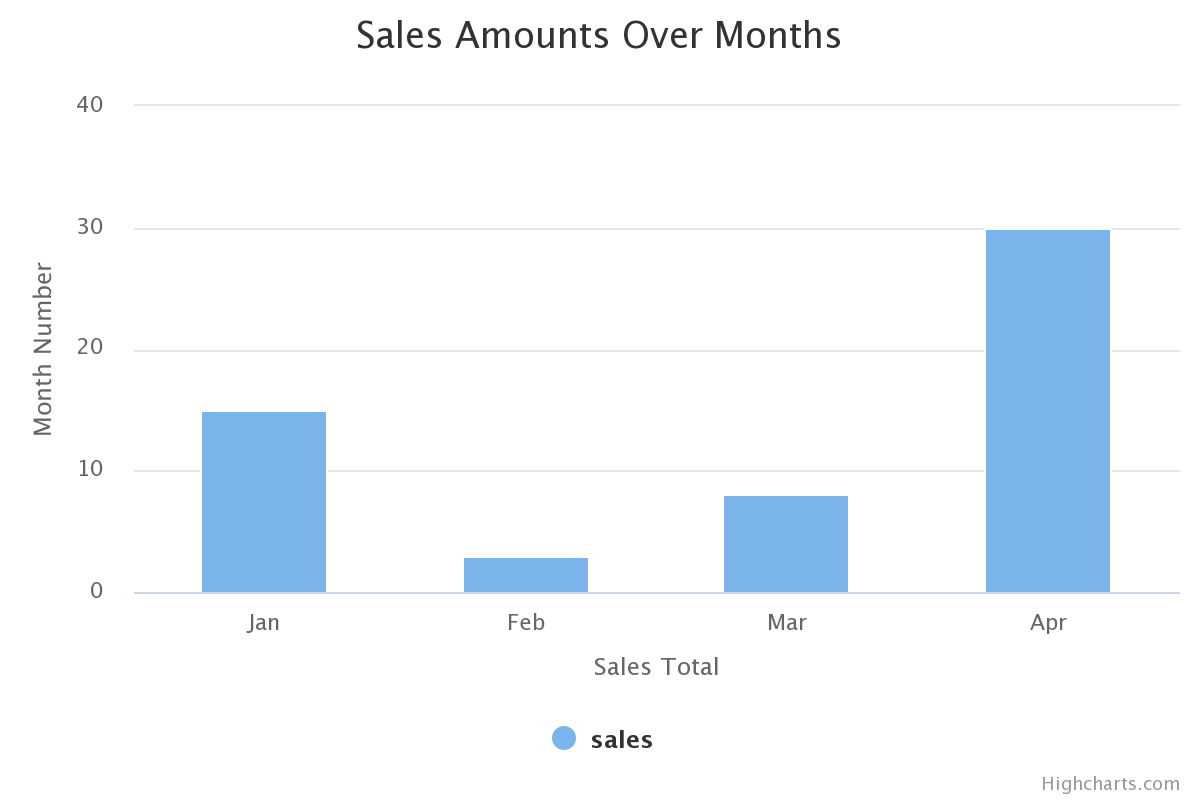 Sales Amounts Over Months
40
30
20
10
0
Month Number
Jan Feb Mar Apr
Sales Total
sales
Highcharts.com